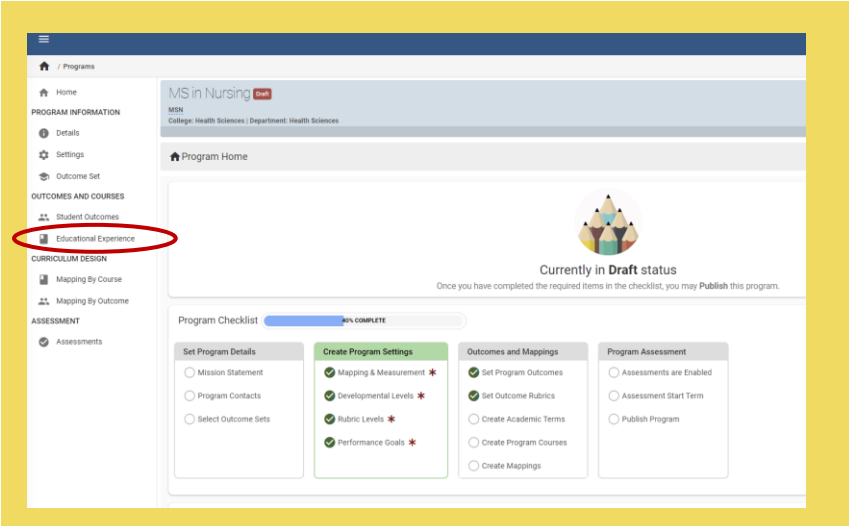 / Programs
Home
PROGRAM INFORMATION
Details
Settings
Outcome Set
OUTCOMES AND COURSES
Student Outcomes
Educational Experience
CURRICULUM DESIGN
Mapping By Course
Mapping By Outcome
ASSESSMENT
Assessments
MS in Nursing Draft
MSN
College: Health Sciences | Department: Health Sciences
Program Home
Currently in Draft status
Once you have completed the required items in the checklist, you may Publish this program.
Program Checklist 40% COMPLETE
Set Program Details
Mission Statement
Program Contacts
Select Outcome Sets
Create Program Settings
Mapping & Measurement *
Developmental Levels *
Rubric Levels *
Performance Goals *
Outcomes and Mappings
Set Program Outcomes
Set Outcome Rubrics
Create Academic Terms
Create Program Courses
Create Mappings
Program Assessment
Assessments are Enabled
Assessment Start Term
Publish Program